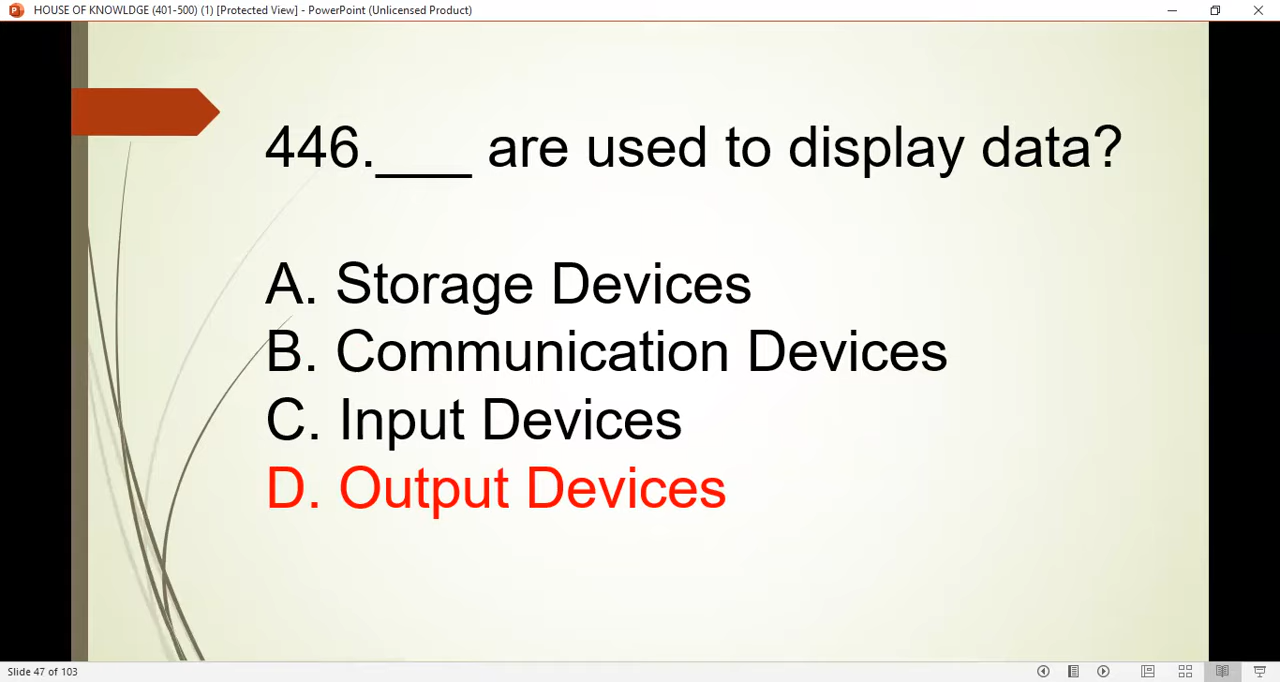 HOUSE OF KNOWLDGE (401-500) (1) [Protected View] - PowerPoint (Unlicensed Product)
446.___ are used to display data?
A. Storage Devices
B. Communication Devices
C. Input Devices
D. Output Devices
Slide 47 of 103